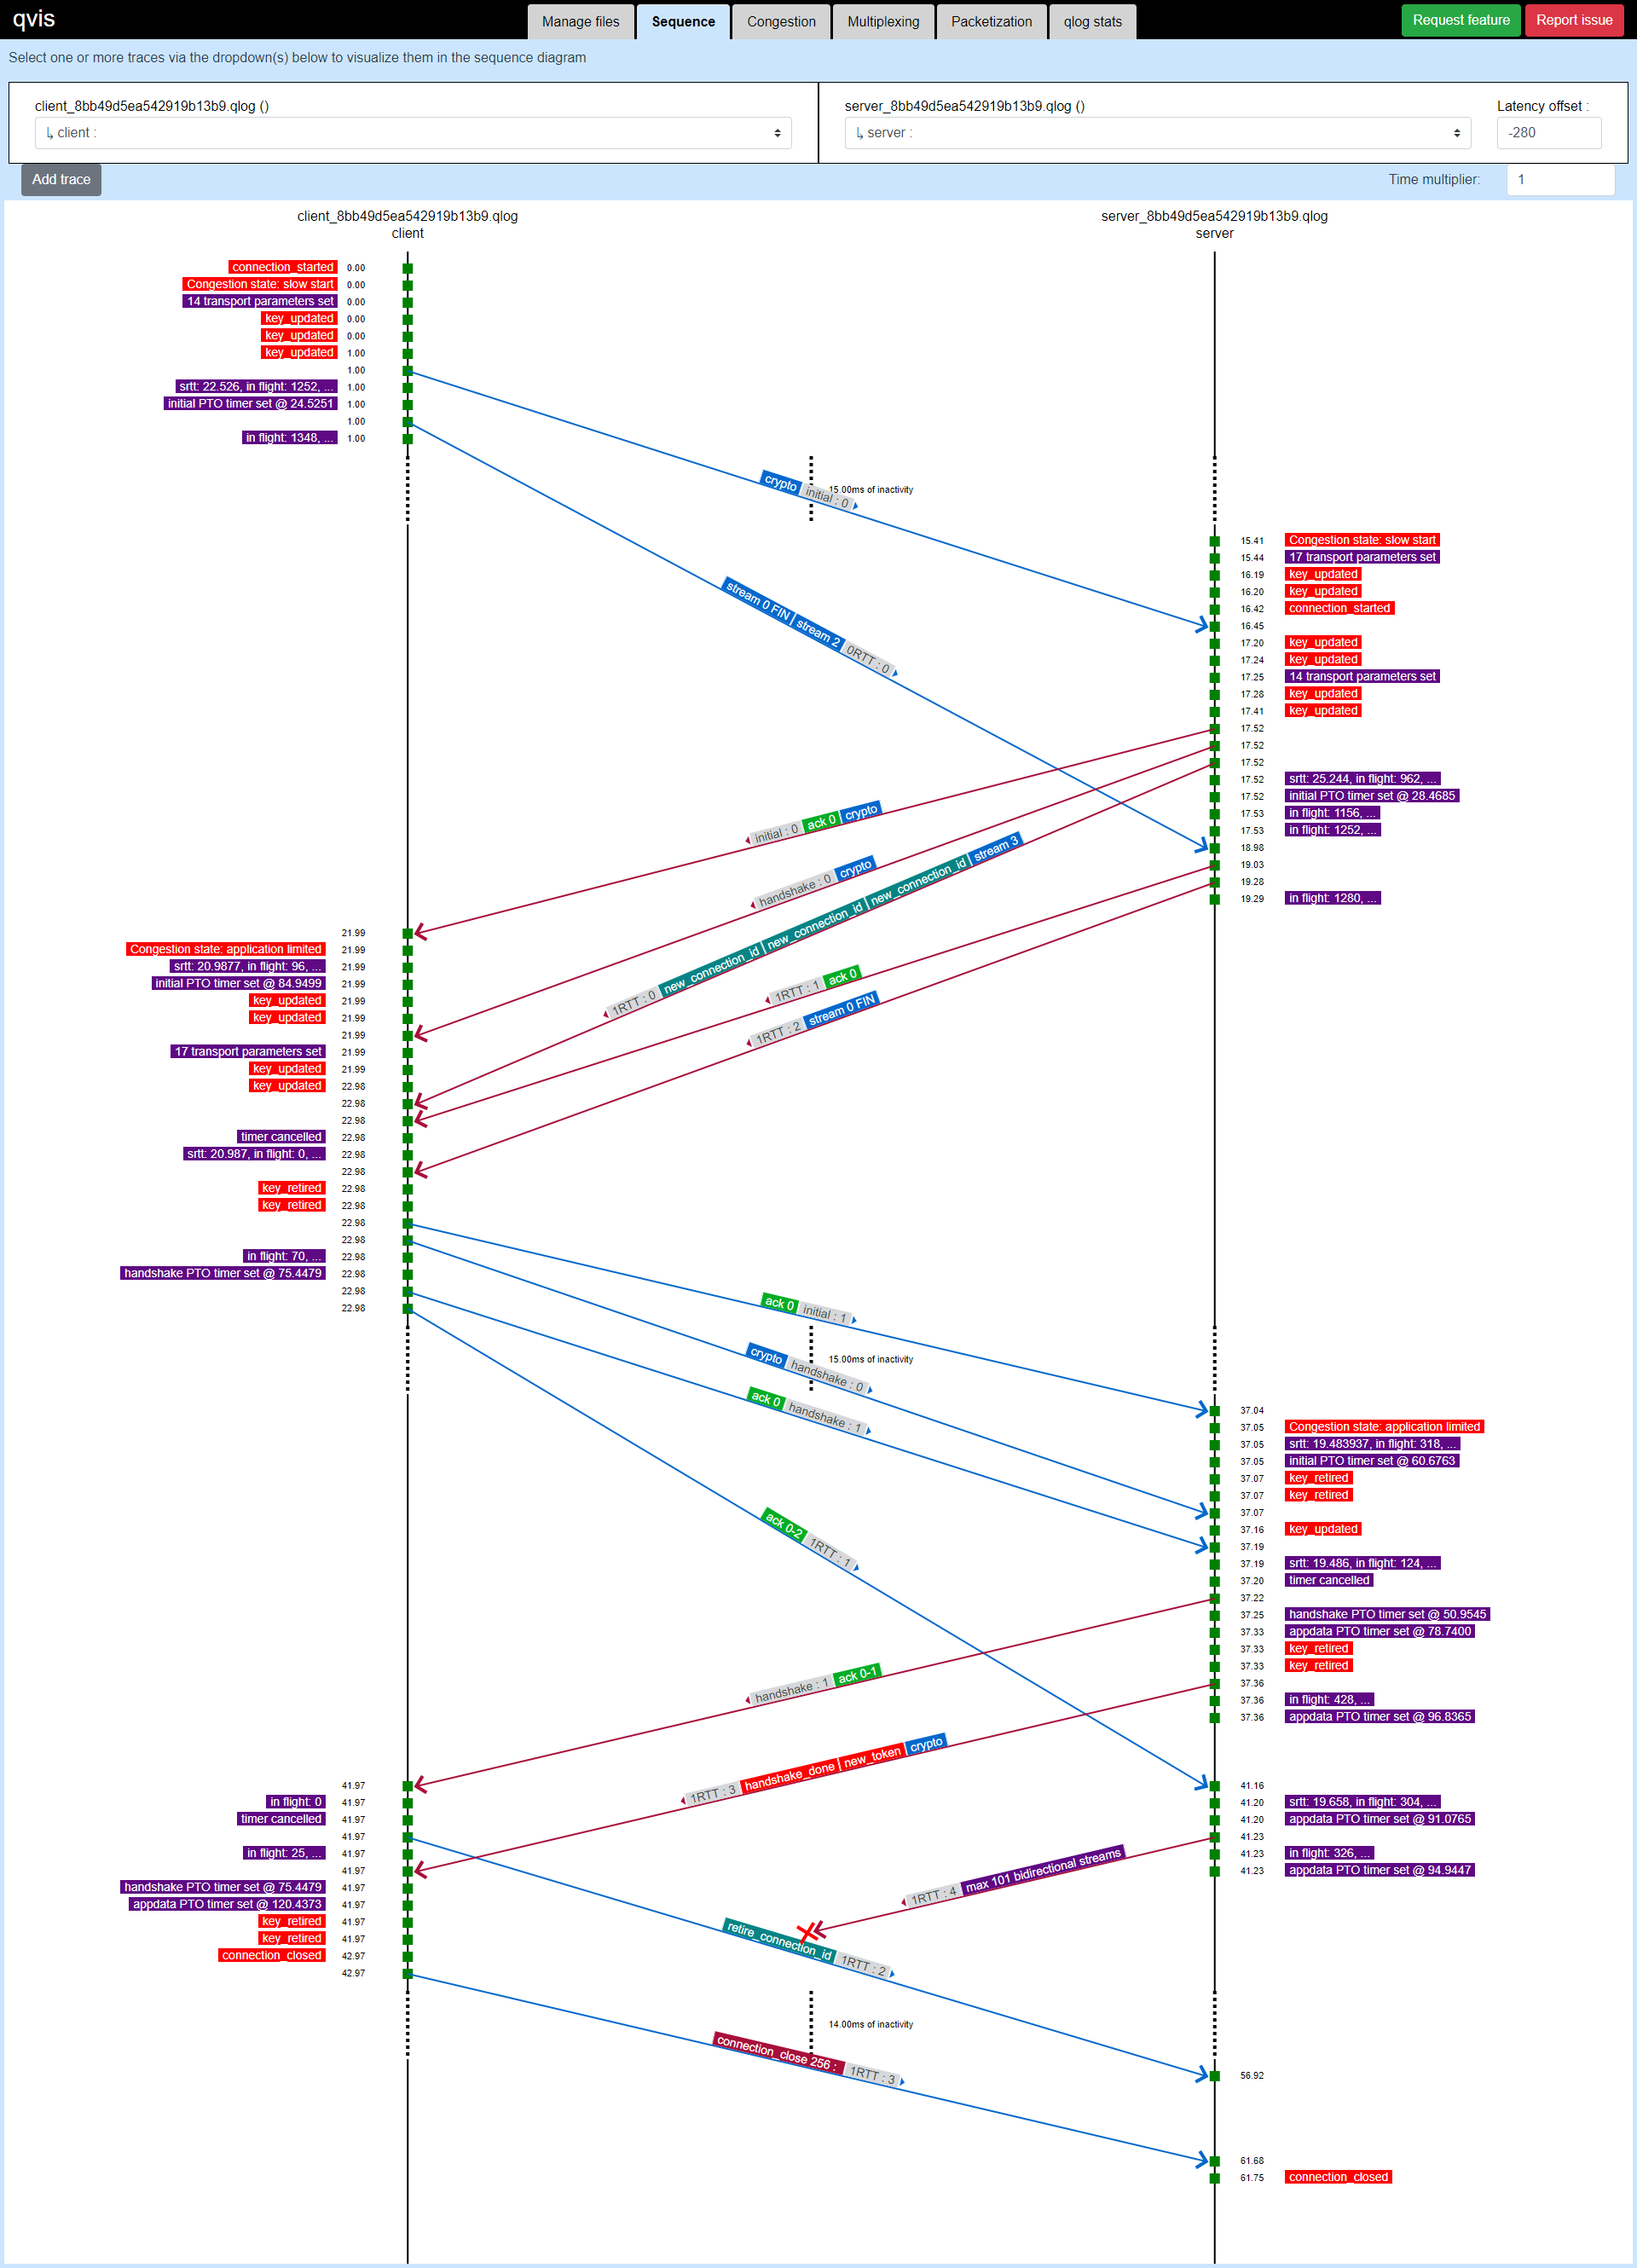 qvis
Manage files
Sequence
Congestion
Multiplexing
Packetization
qlog stats
Request feature
Report issue
Select one or more traces via the dropdown(s) below to visualize them in the sequence diagram
client_8bb49d5ea542919b13b9.qlog ()
↳ client :
server_8bb49d5ea542919b13b9.qlog ()
↳ server :
Latency offset :
-280
Add trace
Time multiplier:
1
client_8bb49d5ea542919b13b9.qlog
client
server_8bb49d5ea542919b13b9.qlog
server
connection_started 0.00
Congestion state: slow start 0.00
14 transport parameters set 0.00
key_updated 0.00
key_updated 0.00
key_updated 1.00
1.00
srtt: 22.526, in flight: 1252, ... 1.00
initial PTO timer set @ 24.5251 1.00
1.00
in flight: 1348, ... 1.00
crypto initial : 0
15.00ms of inactivity
15.41 Congestion state: slow start
15.44 17 transport parameters set
16.19 key_updated
16.20 key_updated
16.42 connection_started
16.45
stream 0 FIN | stream 2 0RTT : 0
17.20 key_updated
17.24 key_updated
17.25 14 transport parameters set
17.28 key_updated
17.41 key_updated
17.52
17.52
17.52
17.52 srtt: 25.244, in flight: 962, ...
17.52 initial PTO timer set @ 28.4685
17.53 in flight: 1156, ...
17.53 in flight: 1252, ...
18.98
19.03
19.28
19.29 in flight: 1280, ...
initial : 0 ack 0 | crypto
handshake : 0 crypto
1RTT : 0 new_connection_id | new_connection_id | new_connection_id | stream 3
1RTT : 1 ack 0
1RTT : 2 stream 0 FIN
21.99
Congestion state: application limited 21.99
srtt: 20.9877, in flight: 96, ... 21.99
initial PTO timer set @ 84.9499 21.99
key_updated 21.99
key_updated 21.99
21.99
17 transport parameters set 21.99
key_updated 21.99
key_updated 22.98
22.98
22.98
timer cancelled 22.98
srtt: 20.987, in flight: 0, ... 22.98
22.98
key_retired 22.98
key_retired 22.98
22.98
22.98
in flight: 70, ... 22.98
handshake PTO timer set @ 75.4479 22.98
22.98
22.98
ack 0 initial : 1
15.00ms of inactivity
crypto handshake : 0
ack 0 handshake : 1
ack 0-2 1RTT : 1
37.04
37.05 Congestion state: application limited
37.05 srtt: 19.483937, in flight: 318, ...
37.05 initial PTO timer set @ 60.6763
37.07 key_retired
37.07 key_retired
37.07
37.16 key_updated
37.19
37.19 srtt: 19.486, in flight: 124, ...
37.20 timer cancelled
37.22
37.25 handshake PTO timer set @ 50.9545
37.33 appdata PTO timer set @ 78.7400
37.33 key_retired
37.33 key_retired
37.36
37.36 in flight: 428, ...
37.36 appdata PTO timer set @ 96.8365
handshake : 1 ack 0-1
1RTT : 3 handshake_done | new_token | crypto
41.16
41.20 srtt: 19.658, in flight: 304, ...
41.20 appdata PTO timer set @ 91.0765
41.23
41.23 in flight: 326, ...
41.23 appdata PTO timer set @ 94.9447
41.97
in flight: 0 41.97
timer cancelled 41.97
41.97
in flight: 25, ... 41.97
41.97
handshake PTO timer set @ 75.4479 41.97
appdata PTO timer set @ 120.4373 41.97
key_retired 41.97
key_retired 41.97
connection_closed 42.97
42.97
1RTT : 4 max 101 bidirectional streams
retire_connection_id 1RTT : 2
14.00ms of inactivity
connection_close 256 : 1RTT : 3
56.92
61.68
61.75 connection_closed